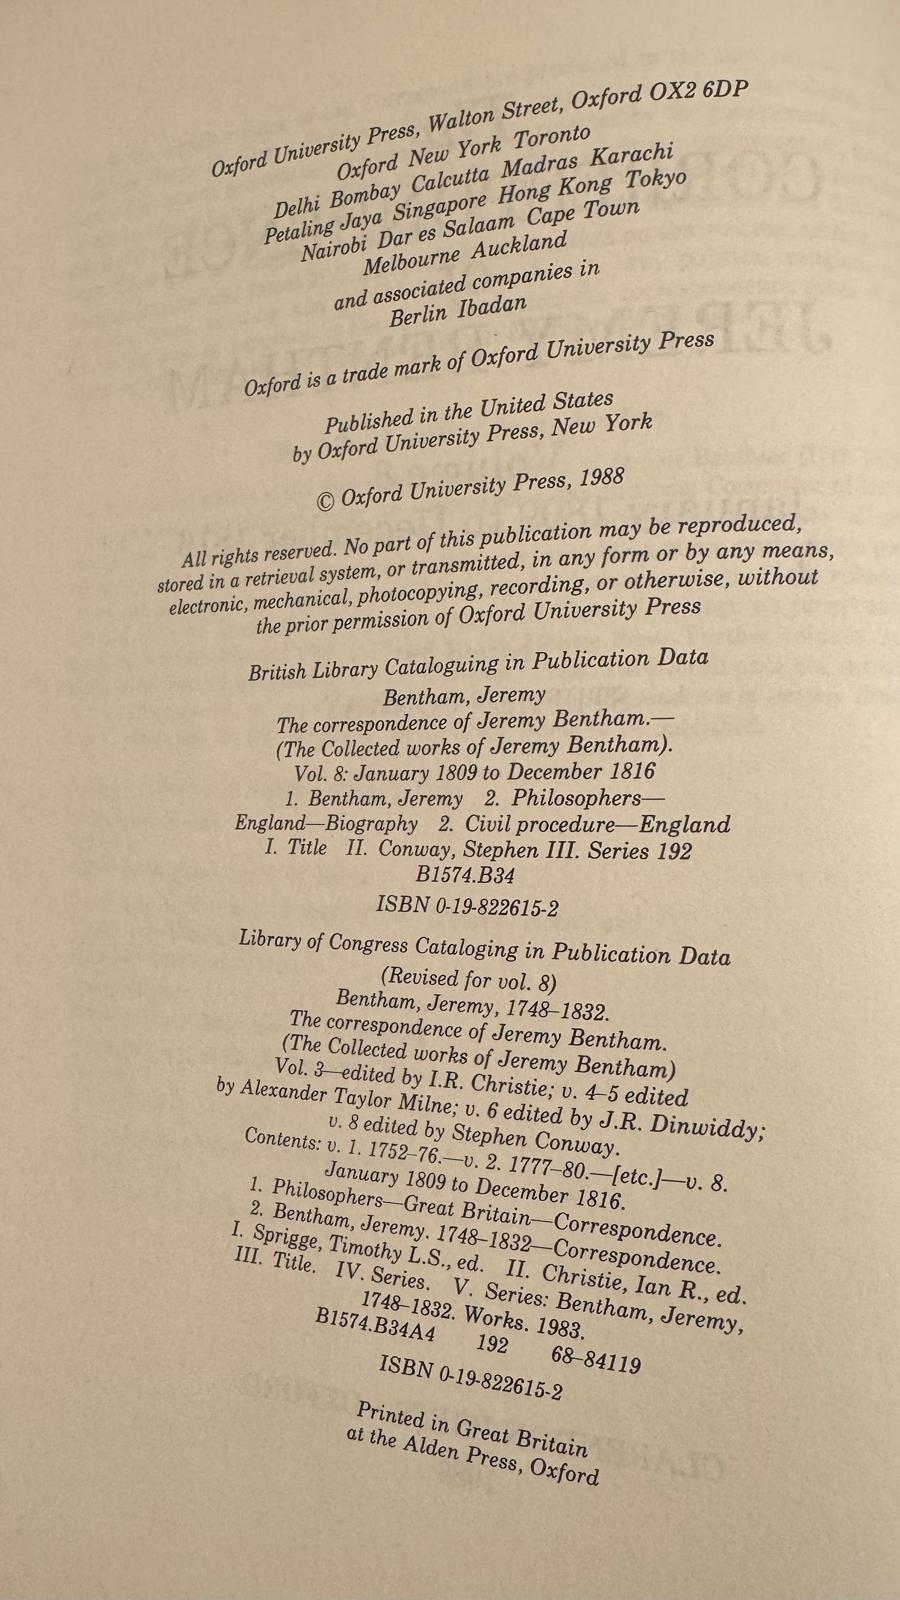 Oxford University Press, Walton Street, Oxford OX2 6DP
Oxford New York Toronto
Delhi Bombay Calcutta Madras Karachi
Petaling Jaya Singapore Hong Kong Tokyo
Nairobi Dar es Salaam Cape Town
Melbourne Auckland
and associated companies in
Berlin Ibadan
Oxford is a trade mark of Oxford University Press
Published in the United States
by Oxford University Press, New York
© Oxford University Press, 1988
All rights reserved. No part of this publication may be reproduced,
stored in a retrieval system, or transmitted, in any form or by any means,
electronic, mechanical, photocopying, recording, or otherwise, without
the prior permission of Oxford University Press
British Library Cataloguing in Publication Data
Bentham, Jeremy
The correspondence of Jeremy Bentham.—
(The Collected works of Jeremy Bentham).
Vol. 8: January 1809 to December 1816
1. Bentham, Jeremy 2. Philosophers—
England—Biography 2. Civil procedure—England
I. Title II. Conway, Stephen III. Series 192
B1574.B34
ISBN 0-19-822615-2
Library of Congress Cataloging in Publication Data
(Revised for vol. 8)
Bentham, Jeremy, 1748–1832.
The correspondence of Jeremy Bentham.
(The Collected works of Jeremy Bentham)
Vol. 3—edited by I.R. Christie; v. 4–5 edited
by Alexander Taylor Milne; v. 6 edited by J.R. Dinwiddy;
v. 8 edited by Stephen Conway.
Contents: v. 1. 1752–76.—v. 2. 1777–80.—[etc.]—v. 8.
January 1809 to December 1816.
1. Philosophers—Great Britain—Correspondence.
2. Bentham, Jeremy. 1748–1832—Correspondence.
I. Sprigge, Timothy L.S., ed. II. Christie, Ian R., ed.
III. Title. IV. Series. V. Series: Bentham, Jeremy,
1748–1832. Works. 1983.
B1574.B34A4 192 68–84119
ISBN 0-19-822615-2
Printed in Great Britain
at the Alden Press, Oxford